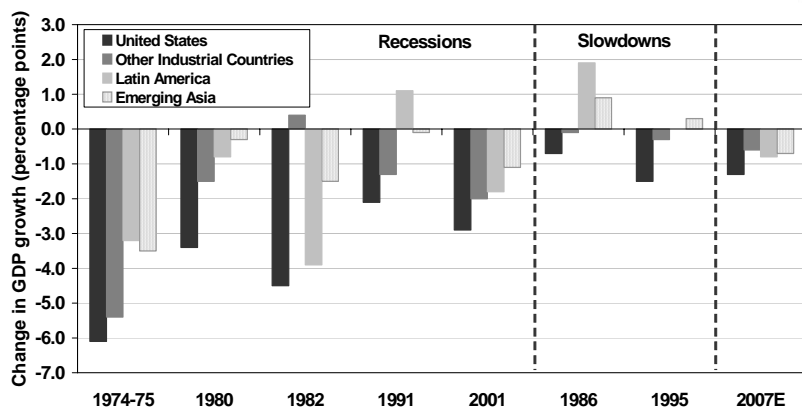 Change in GDP growth (percentage points)
3.0
2.0
1.0
0.0
-1.0
-2.0
-3.0
-4.0
-5.0
-6.0
-7.0
United States
Other Industrial Countries
Latin America
Emerging Asia
Recessions
Slowdowns
1974-75 1980 1982 1991 2001 1986 1995 2007E